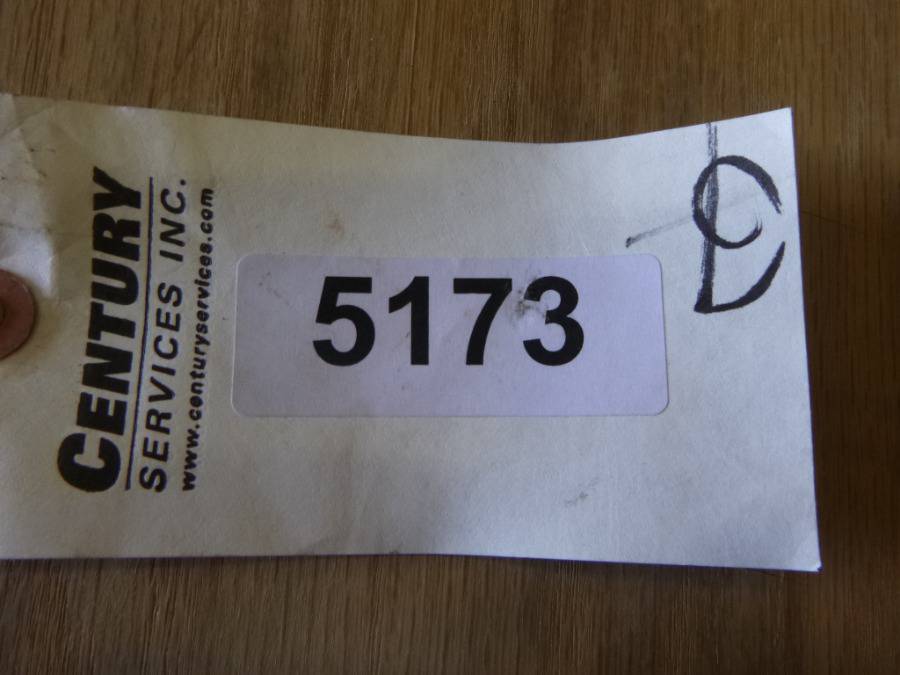 CENTURY
SERVICES INC.
www.centuryservices.com
5173